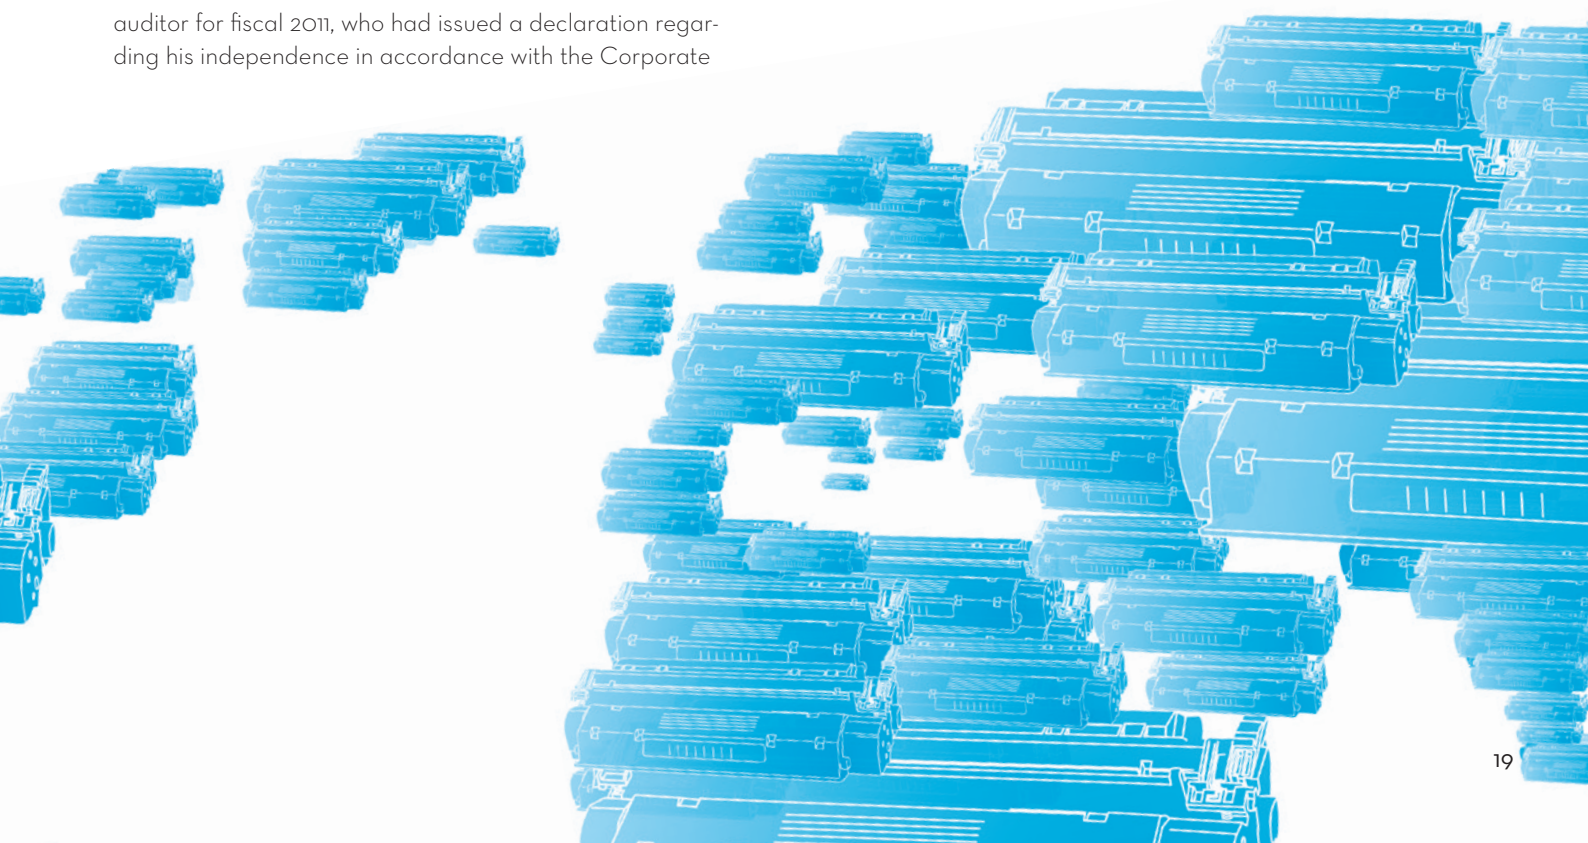 auditor for fiscal 2011, who had issued a declaration regar-
ding his independence in accordance with the Corporate
19